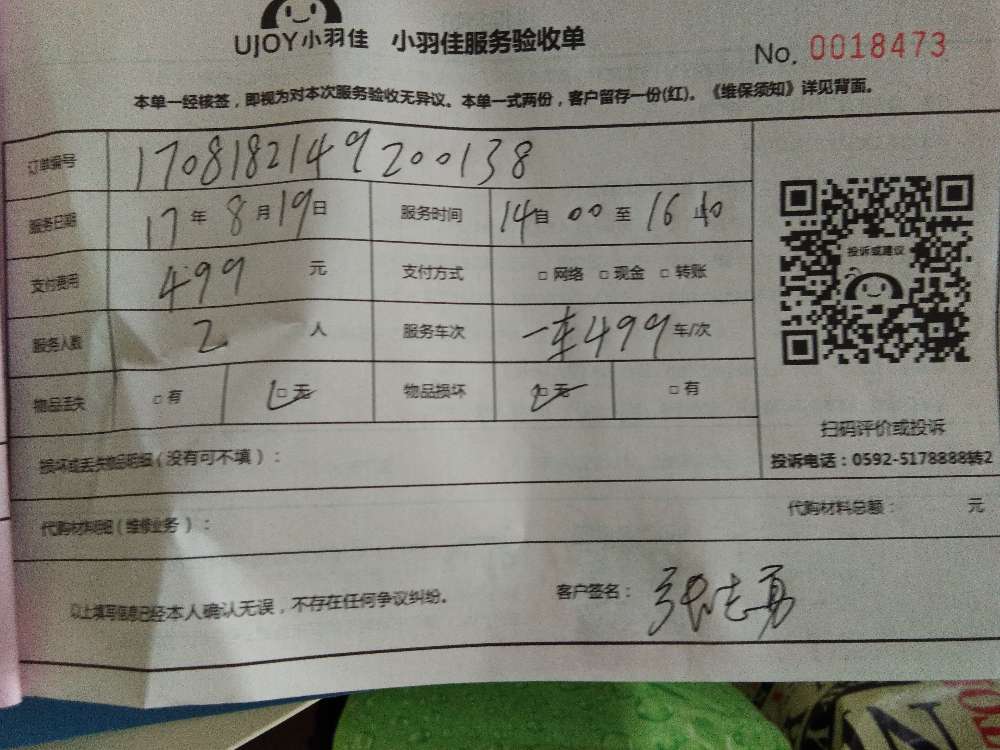 UJOY小羽佳 小羽佳服务验收单
No. 0018473
本单一经核签，即视为对本次服务验收无异议。本单一式两份，客户留存一份(红)。《维保须知》详见背面。
订单编号 1708182149200138
服务日期 17年8月19日 服务时间 14自00至16止10
支付费用 499元 支付方式 □网络 □现金 □转账
服务人数 2人 服务车次 一车499车/次
物品丢失 □有 □无 物品损坏 □无 □有
投诉或建议
扫码评价或投诉
投诉电话：0592-5178888转2
损坏或丢失物品明细（没有可不填）：
代购材料明细（维修业务）： 代购材料总额： 元
以上填写信息已经本人确认无误，不存在任何争议纠纷。 客户签名：张志勇